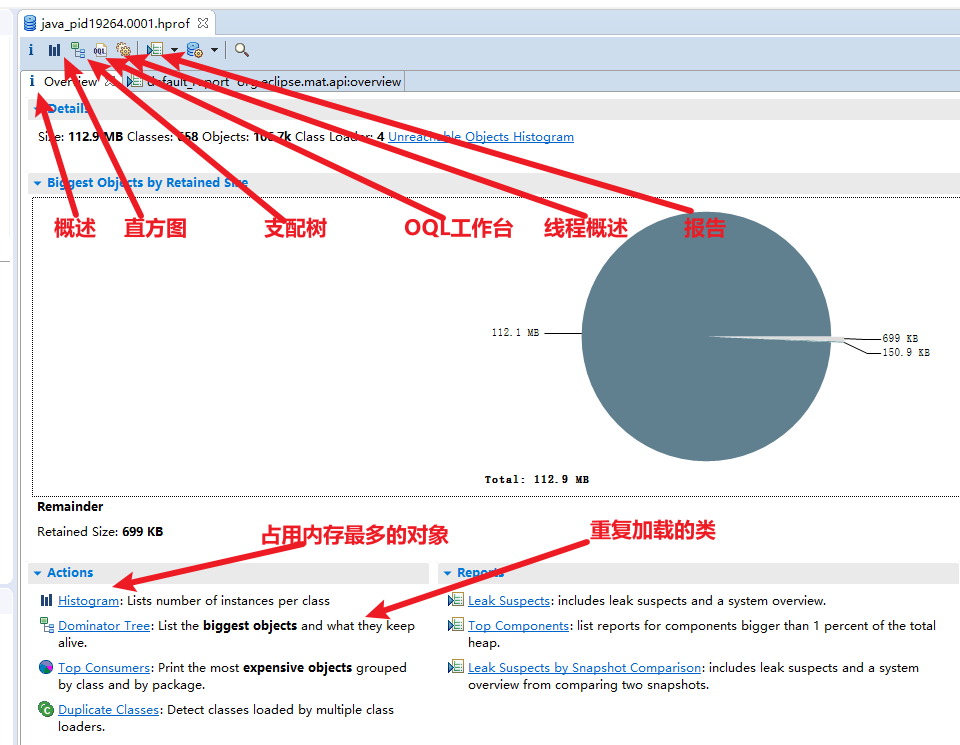 java_pid19264.0001.hprof
OQL
Overview default_report org.eclipse.mat.api:overview
Details
Size: 112.9 MB Classes: 558 Objects: 106.7k Class Loader: 4 Unreachable Objects Histogram
Biggest Objects by Retained Size
概述 直方图 支配树 OQL工作台 线程概述 报告
112.1 MB
699 KB
150.9 KB
Total: 112.9 MB
Remainder
Retained Size: 699 KB
占用内存最多的对象 重复加载的类
Actions
Histogram: Lists number of instances per class
Dominator Tree: List the biggest objects and what they keep
alive.
Top Consumers: Print the most expensive objects grouped
by class and by package.
Duplicate Classes: Detect classes loaded by multiple class
loaders.
Reports
Leak Suspects: includes leak suspects and a system overview.
Top Components: list reports for components bigger than 1 percent of the total
heap.
Leak Suspects by Snapshot Comparison: includes leak suspects and a system
overview from comparing two snapshots.